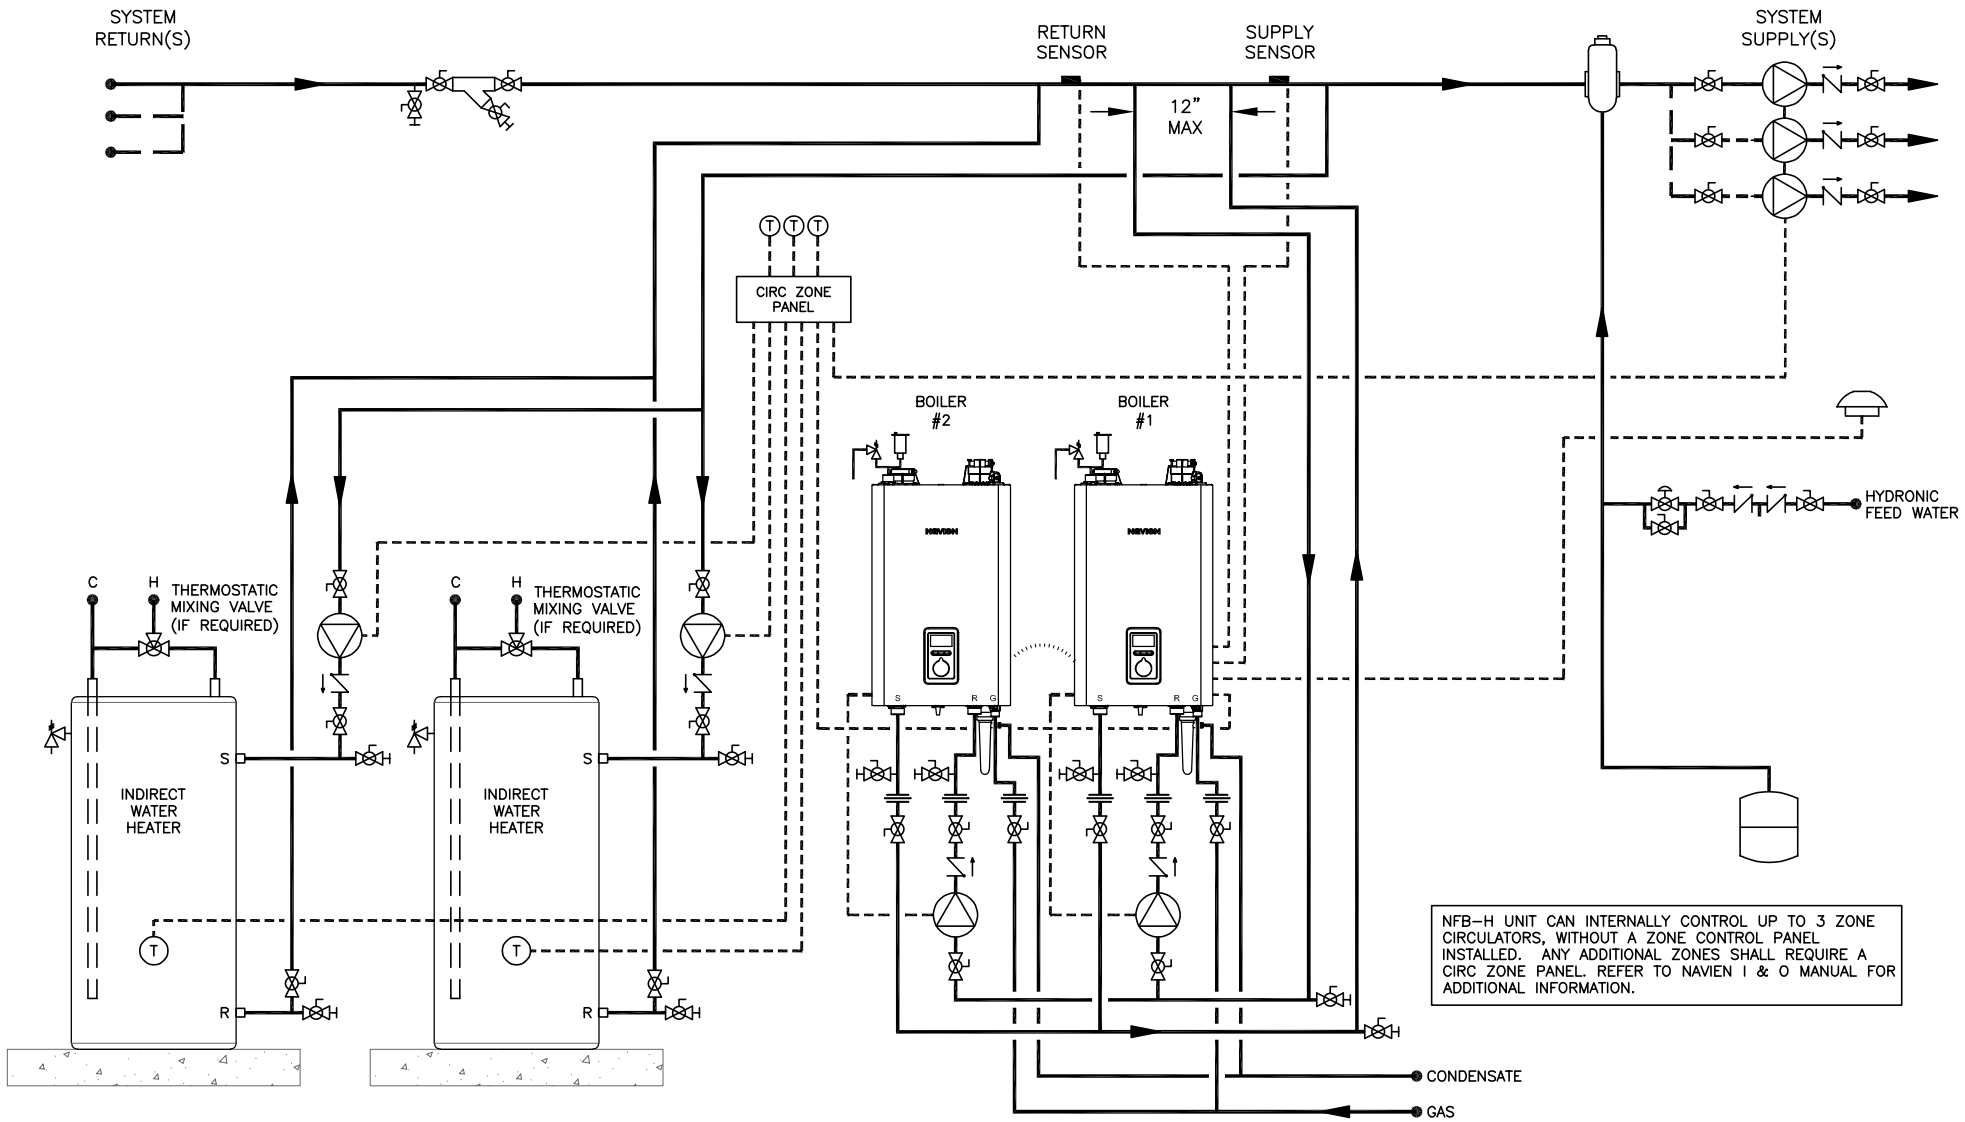 SYSTEM
RETURN(S)
RETURN
SENSOR
SUPPLY
SENSOR
SYSTEM
SUPPLY(S)
12”
MAX
T T T
CIRC ZONE
PANEL
BOILER
#2
BOILER
#1
NAVIEN
NAVIEN
HYDRONIC
FEED WATER
C H
THERMOSTATIC
MIXING VALVE
(IF REQUIRED)
C H
THERMOSTATIC
MIXING VALVE
(IF REQUIRED)
S R G
S R G
S
S
INDIRECT
WATER
HEATER
INDIRECT
WATER
HEATER
T
T
R
R
NFB-H UNIT CAN INTERNALLY CONTROL UP TO 3 ZONE
CIRCULATORS, WITHOUT A ZONE CONTROL PANEL
INSTALLED. ANY ADDITIONAL ZONES SHALL REQUIRE A
CIRC ZONE PANEL. REFER TO NAVIEN I & O MANUAL FOR
ADDITIONAL INFORMATION.
CONDENSATE
GAS